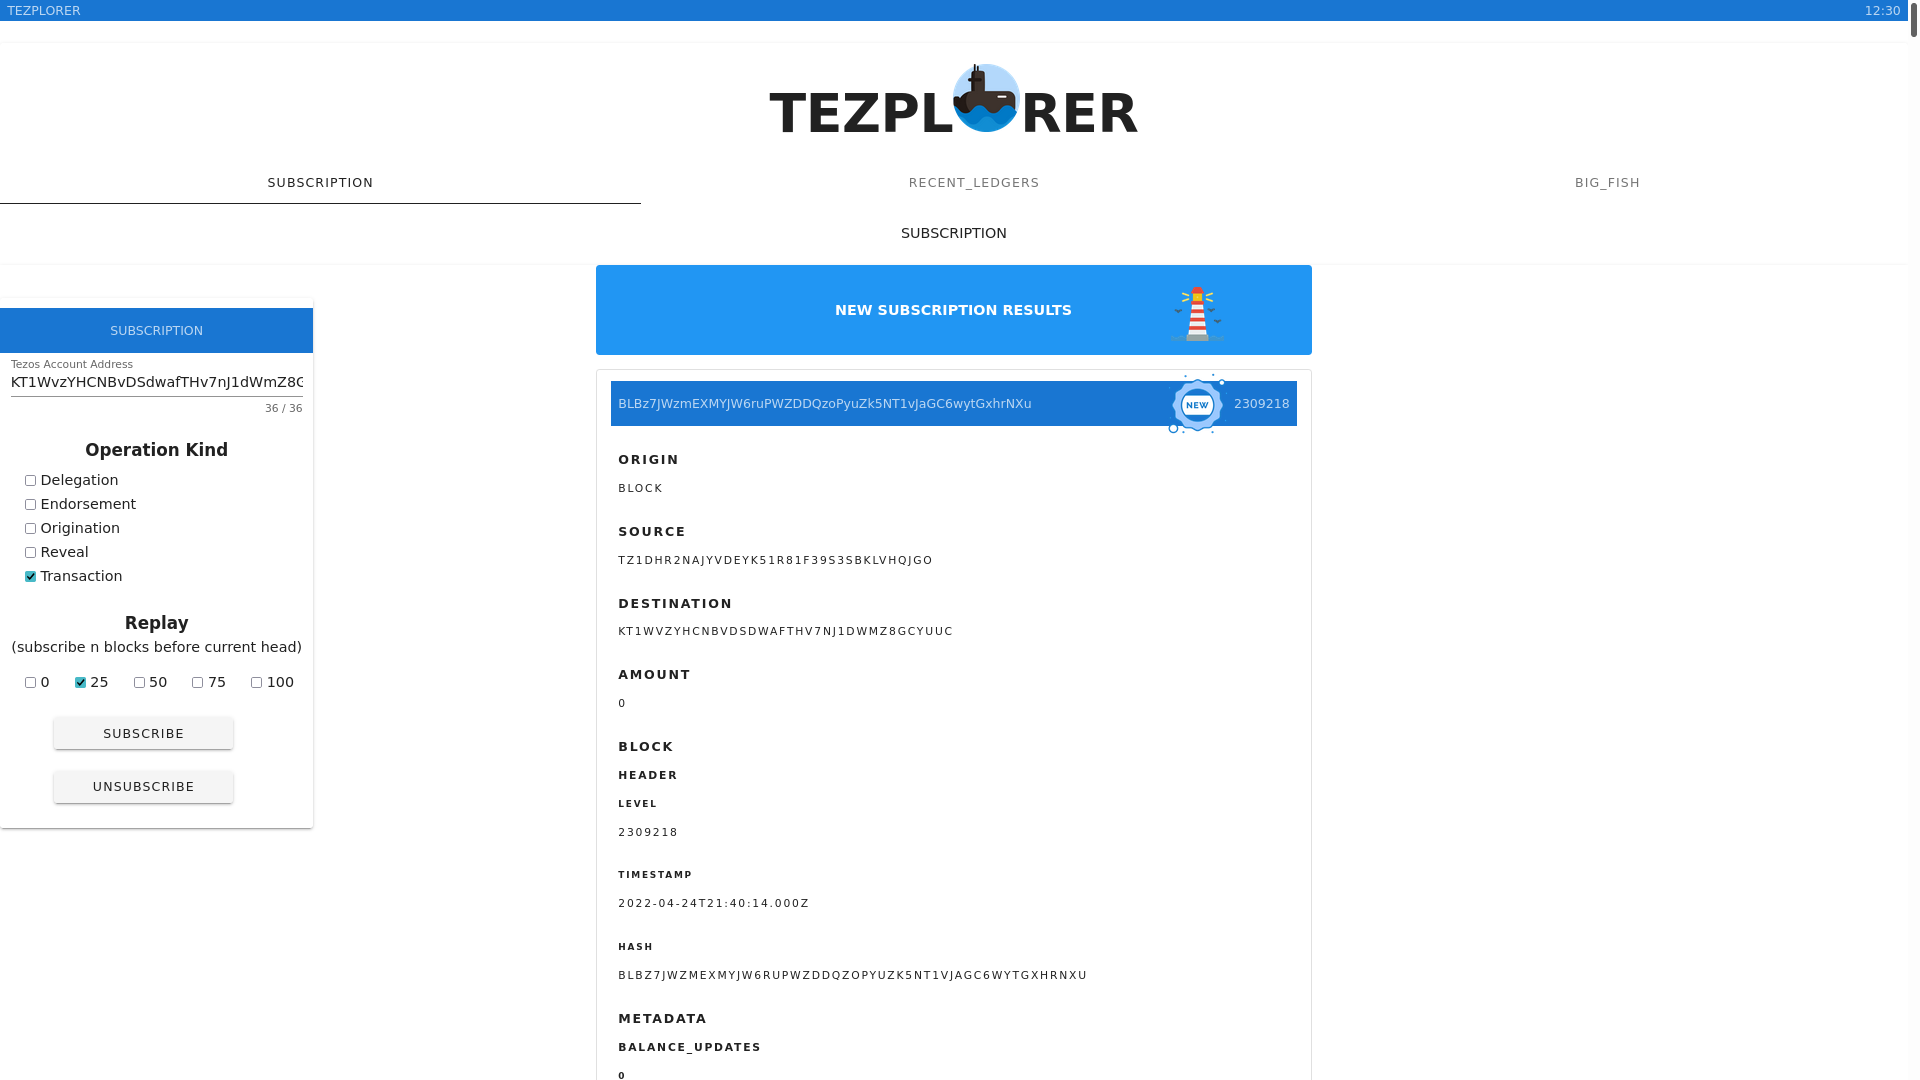 TEZPLORER
12:30
TEZPLORER
SUBSCRIPTION
RECENT_LEDGERS
BIG_FISH
SUBSCRIPTION
SUBSCRIPTION
Tezos Account Address
KT1WvzYHCNBvDSdwafTHv7nJ1dWmZ8G
36 / 36
Operation Kind
Delegation
Endorsement
Origination
Reveal
Transaction
Replay
(subscribe n blocks before current head)
0 25 50 75 100
SUBSCRIBE
UNSUBSCRIBE
NEW SUBSCRIPTION RESULTS
BLBz7JWzmEXMYJW6ruPWZDDQzoPyuZk5NT1vJaGC6wytGxhrNXu
NEW
2309218
ORIGIN
BLOCK
SOURCE
TZ1DHR2NAJYVDEYK51R81F39S3SBKLVHQJGO
DESTINATION
KT1WVZYHCNBVDSDWAFTHV7NJ1DWMZ8GCYUUC
AMOUNT
0
BLOCK
HEADER
LEVEL
2309218
TIMESTAMP
2022-04-24T21:40:14.000Z
HASH
BLBZ7JWZMEXMYJW6RUPWZDDQZOPYUZK5NT1VJAGC6WYTGXHRNXU
METADATA
BALANCE_UPDATES
0